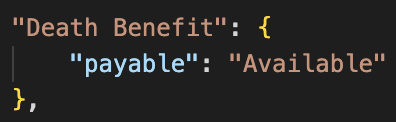 "Death Benefit": {
    "payable": "Available"
},